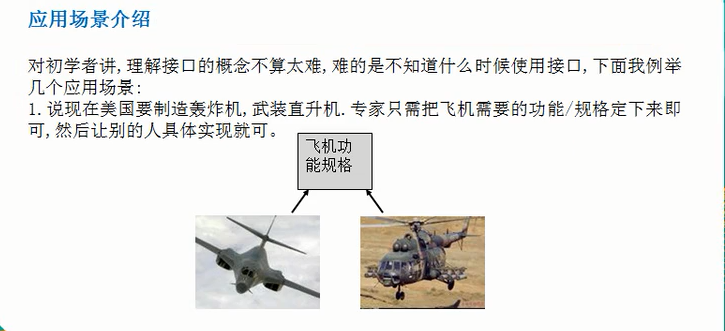 应用场景介绍
对初学者讲,理解接口的概念不算太难,难的是不知道什么时候使用接口,下面我例举
几个应用场景:
1.说现在美国要制造轰炸机,武装直升机.专家只需把飞机需要的功能/规格定下来即
可,然后让别的人具体实现就可。
飞机功
能规格